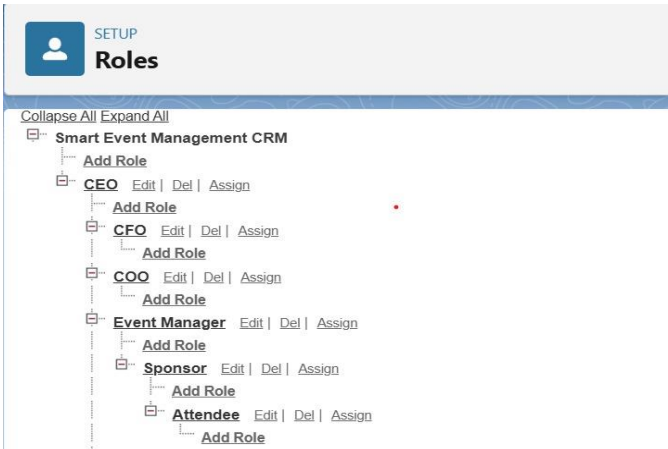 SETUP
Roles
Collapse All Expand All
Smart Event Management CRM
Add Role
CEO Edit | Del | Assign
Add Role
CFO Edit | Del | Assign
Add Role
COO Edit | Del | Assign
Add Role
Event Manager Edit | Del | Assign
Add Role
Sponsor Edit | Del | Assign
Add Role
Attendee Edit | Del | Assign
Add Role